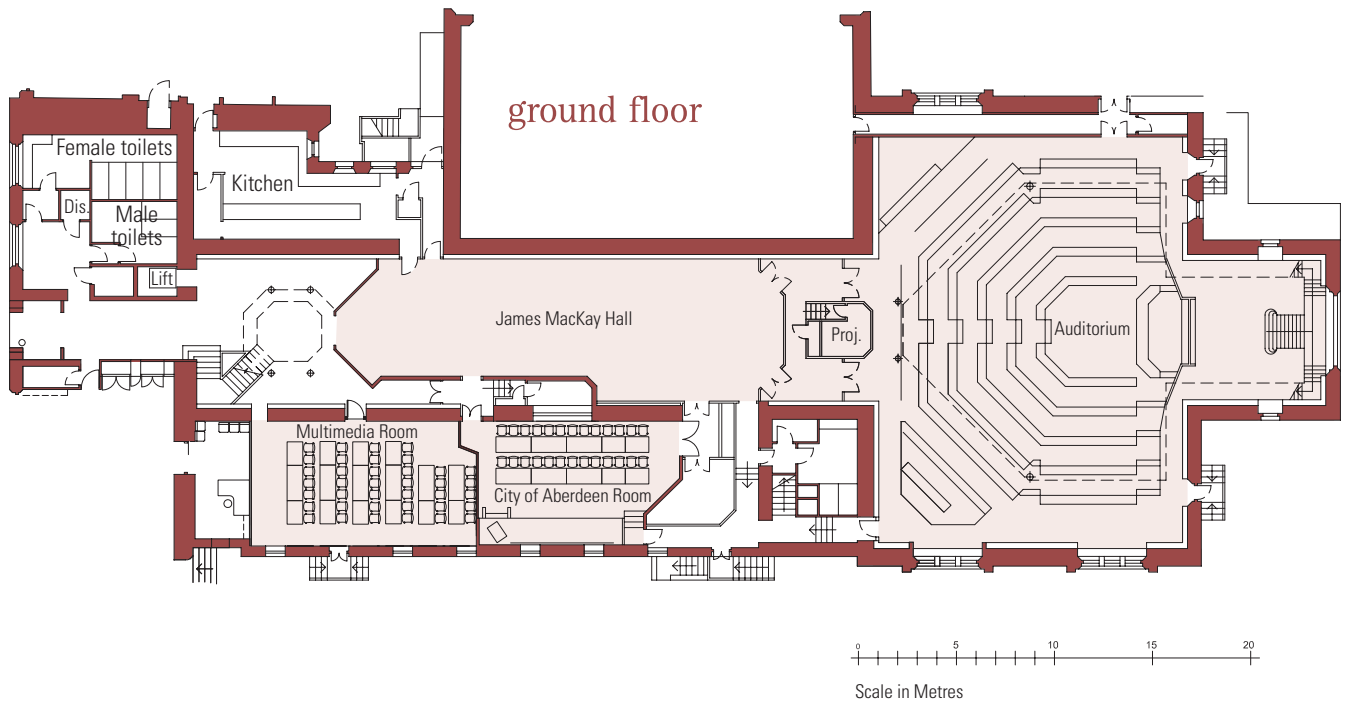 ground floor
Female toilets
Kitchen
Dis.
Male
toilets
Lift
James MacKay Hall
Proj.
Auditorium
Multimedia Room
City of Aberdeen Room
0 5 10 15 20
Scale in Metres